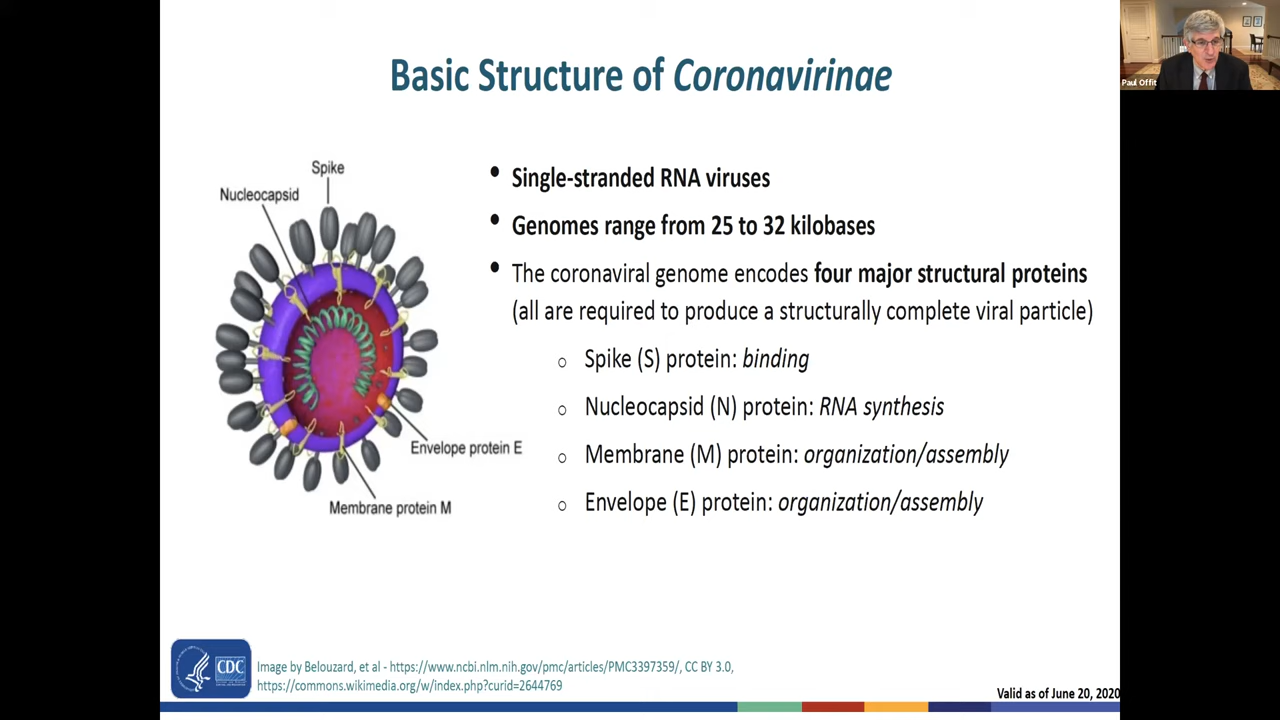 Basic Structure of Coronavirinae
Paul Offit
Spike
Nucleocapsid
Envelope protein E
Membrane protein M
• Single-stranded RNA viruses
• Genomes range from 25 to 32 kilobases
• The coronaviral genome encodes four major structural proteins
(all are required to produce a structurally complete viral particle)
o Spike (S) protein: binding
o Nucleocapsid (N) protein: RNA synthesis
o Membrane (M) protein: organization/assembly
o Envelope (E) protein: organization/assembly
CDC
Image by Belouzard, et al - https://www.ncbi.nlm.nih.gov/pmc/articles/PMC3397359/, CC BY 3.0,
https://commons.wikimedia.org/w/index.php?curid=2644769
Valid as of June 20, 2020